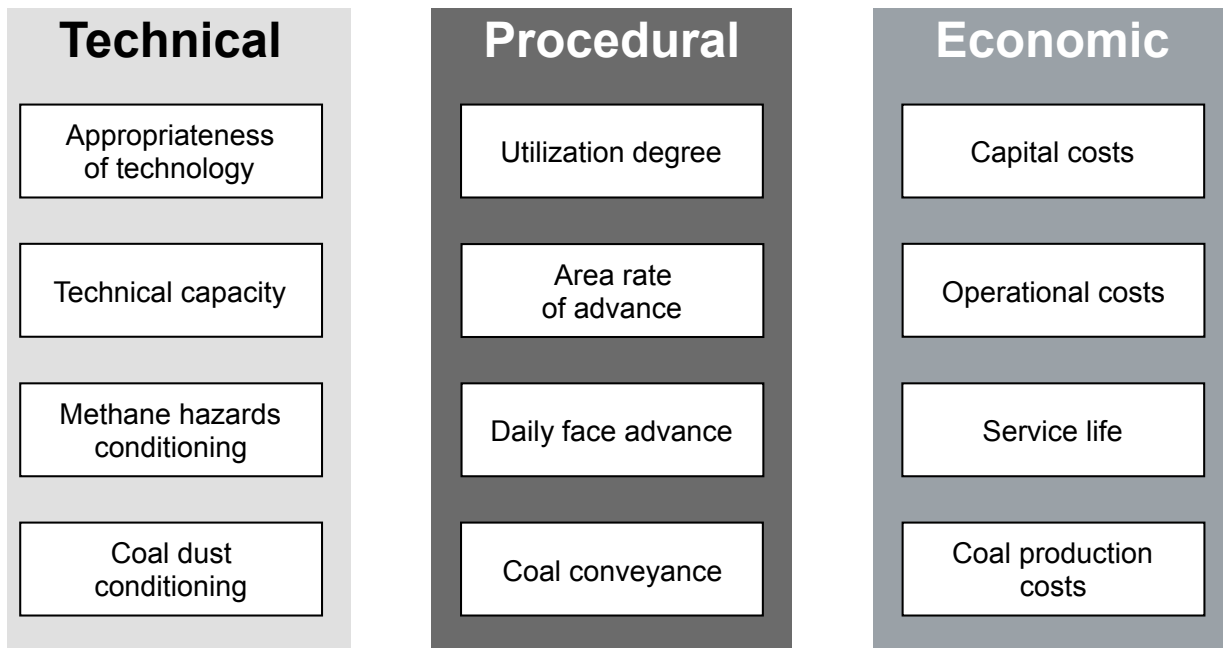 Technical
Appropriateness
of technology
Technical capacity
Methane hazards
conditioning
Coal dust
conditioning
Procedural
Utilization degree
Area rate
of advance
Daily face advance
Coal conveyance
Economic
Capital costs
Operational costs
Service life
Coal production
costs